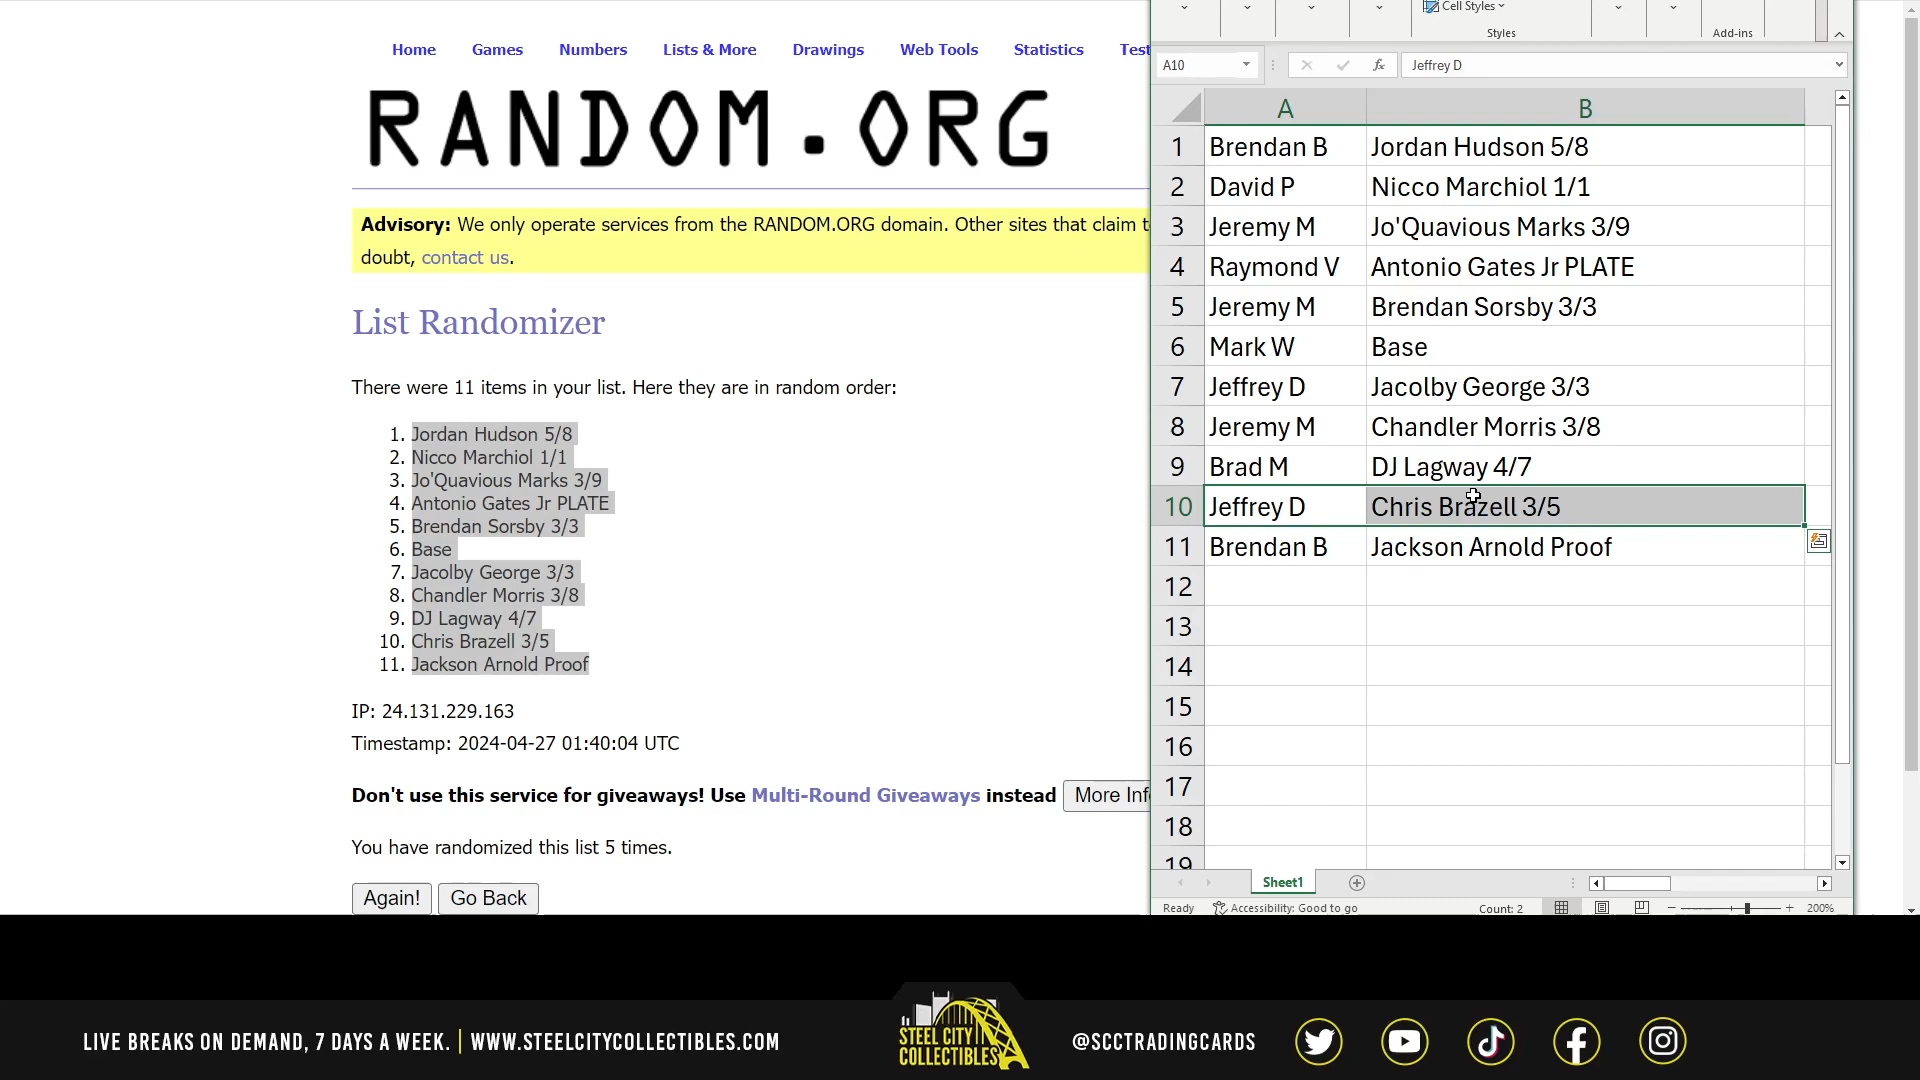 Home Games Numbers Lists & More Drawings Web Tools Statistics Test
RANDOM.ORG
Advisory: We only operate services from the RANDOM.ORG domain. Other sites that claim t
doubt, contact us.
List Randomizer
There were 11 items in your list. Here they are in random order:
1. Jordan Hudson 5/8
2. Nicco Marchiol 1/1
3. Jo'Quavious Marks 3/9
4. Antonio Gates Jr PLATE
5. Brendan Sorsby 3/3
6. Base
7. Jacolby George 3/3
8. Chandler Morris 3/8
9. DJ Lagway 4/7
10. Chris Brazell 3/5
11. Jackson Arnold Proof
IP: 24.131.229.163
Timestamp: 2024-04-27 01:40:04 UTC
Don't use this service for giveaways! Use Multi-Round Giveaways instead More Inf
You have randomized this list 5 times.
Again! Go Back
Cell Styles
Styles Add-ins
A10 fx Jeffrey D
A B
1 Brendan B Jordan Hudson 5/8
2 David P Nicco Marchiol 1/1
3 Jeremy M Jo'Quavious Marks 3/9
4 Raymond V Antonio Gates Jr PLATE
5 Jeremy M Brendan Sorsby 3/3
6 Mark W Base
7 Jeffrey D Jacolby George 3/3
8 Jeremy M Chandler Morris 3/8
9 Brad M DJ Lagway 4/7
10 Jeffrey D Chris Brazell 3/5
11 Brendan B Jackson Arnold Proof
12
13
14
15
16
17
18
19
Sheet1
Ready Accessibility: Good to go Count: 2 200%
LIVE BREAKS ON DEMAND, 7 DAYS A WEEK. | WWW.STEELCITYCOLLECTIBLES.COM
STEEL CITY
COLLECTIBLES
@SCCTRADINGCARDS